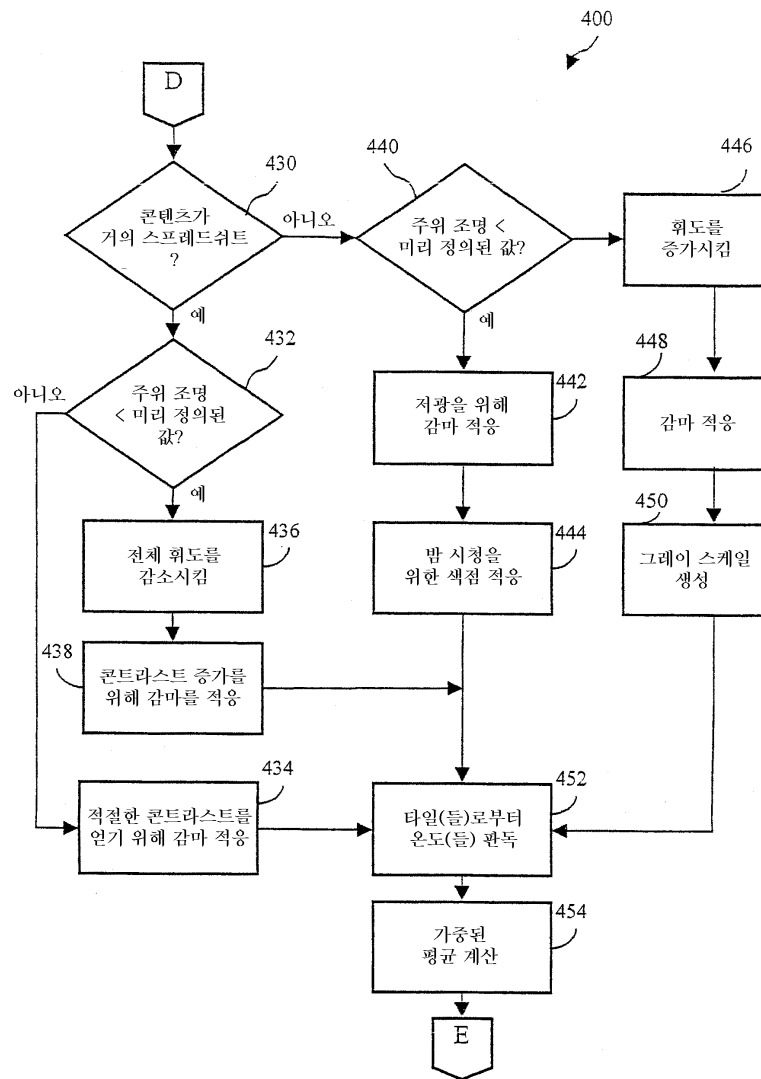 400
D
430
콘텐츠가
거의 스프레드쉬트
?
아니오
예
440
주위 조명 <
미리 정의된 값?
예
446
휘도를
증가시킴
432
아니오
주위 조명
< 미리 정의된
값?
예
442
저광을 위해
감마 적응
448
감마 적응
436
전체 휘도를
감소시킴
444
밤 시청을
위한 색점 적응
450
그레이 스케일
생성
438
콘트라스트 증가를
위해 감마를 적응
434
적절한 콘트라스트를
얻기 위해 감마 적응
452
타일(들)로부터
온도(들) 판독
454
가중된
평균 계산
E